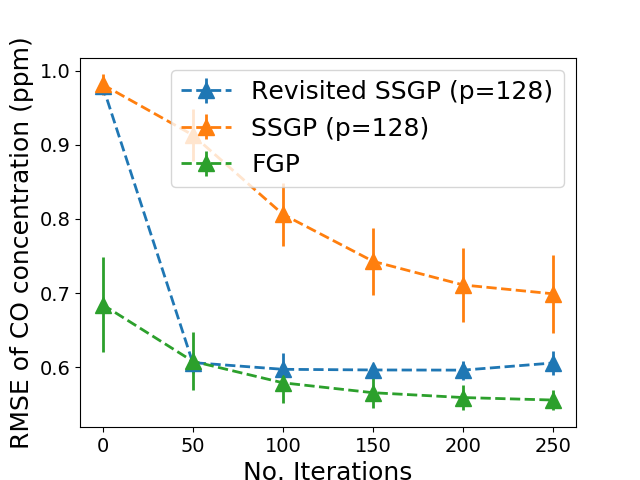 RMSE of CO concentration (ppm)
1.0
0.9
0.8
0.7
0.6
Revisited SSGP (p=128)
SSGP (p=128)
FGP
0 50 100 150 200 250
No. Iterations